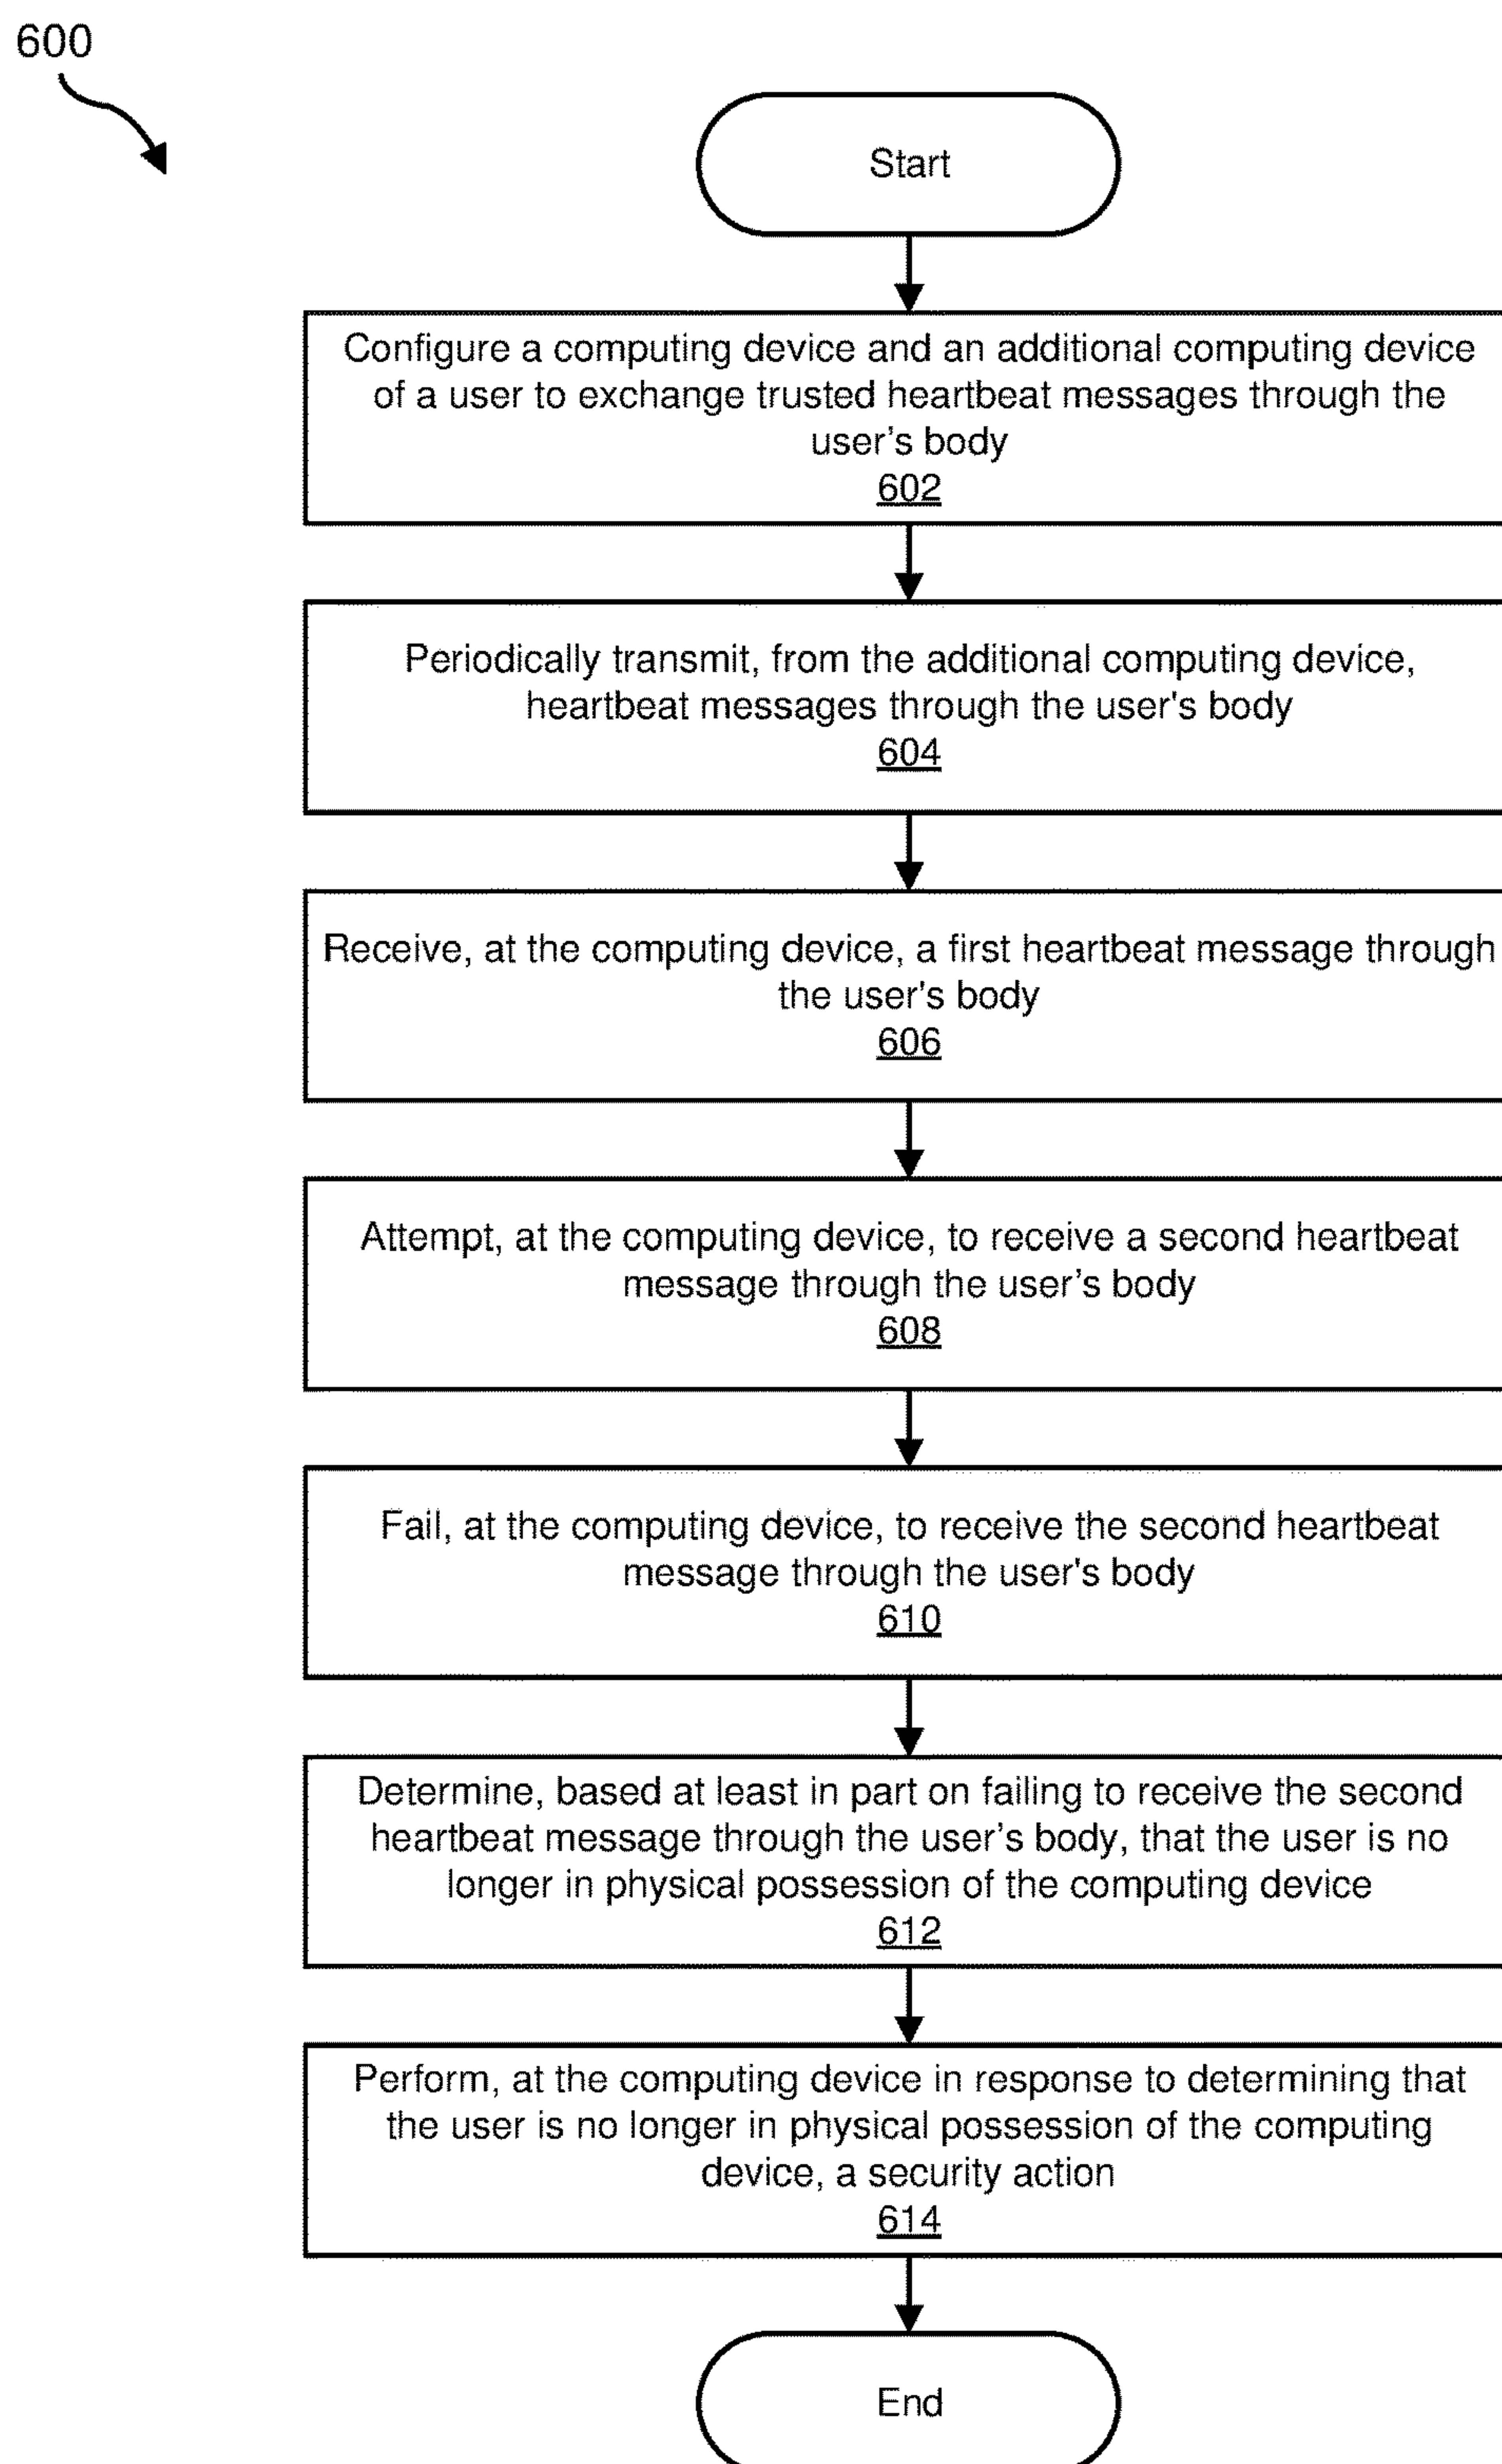 600
Start
Configure a computing device and an additional computing device
of a user to exchange trusted heartbeat messages through the
user’s body
602
Periodically transmit, from the additional computing device,
heartbeat messages through the user's body
604
Receive, at the computing device, a first heartbeat message through
the user's body
606
Attempt, at the computing device, to receive a second heartbeat
message through the user’s body
608
Fail, at the computing device, to receive the second heartbeat
message through the user's body
610
Determine, based at least in part on failing to receive the second
heartbeat message through the user’s body, that the user is no
longer in physical possession of the computing device
612
Perform, at the computing device in response to determining that
the user is no longer in physical possession of the computing
device, a security action
614
End